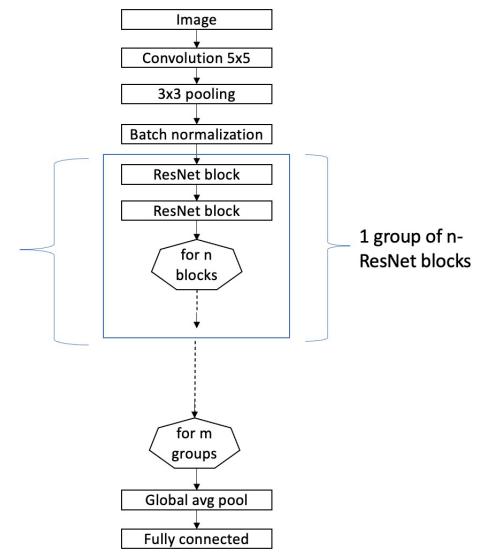 Image
Convolution 5x5
3x3 pooling
Batch normalization
ResNet block
ResNet block
for n
blocks
1 group of n-
ResNet blocks
for m
groups
Global avg pool
Fully connected